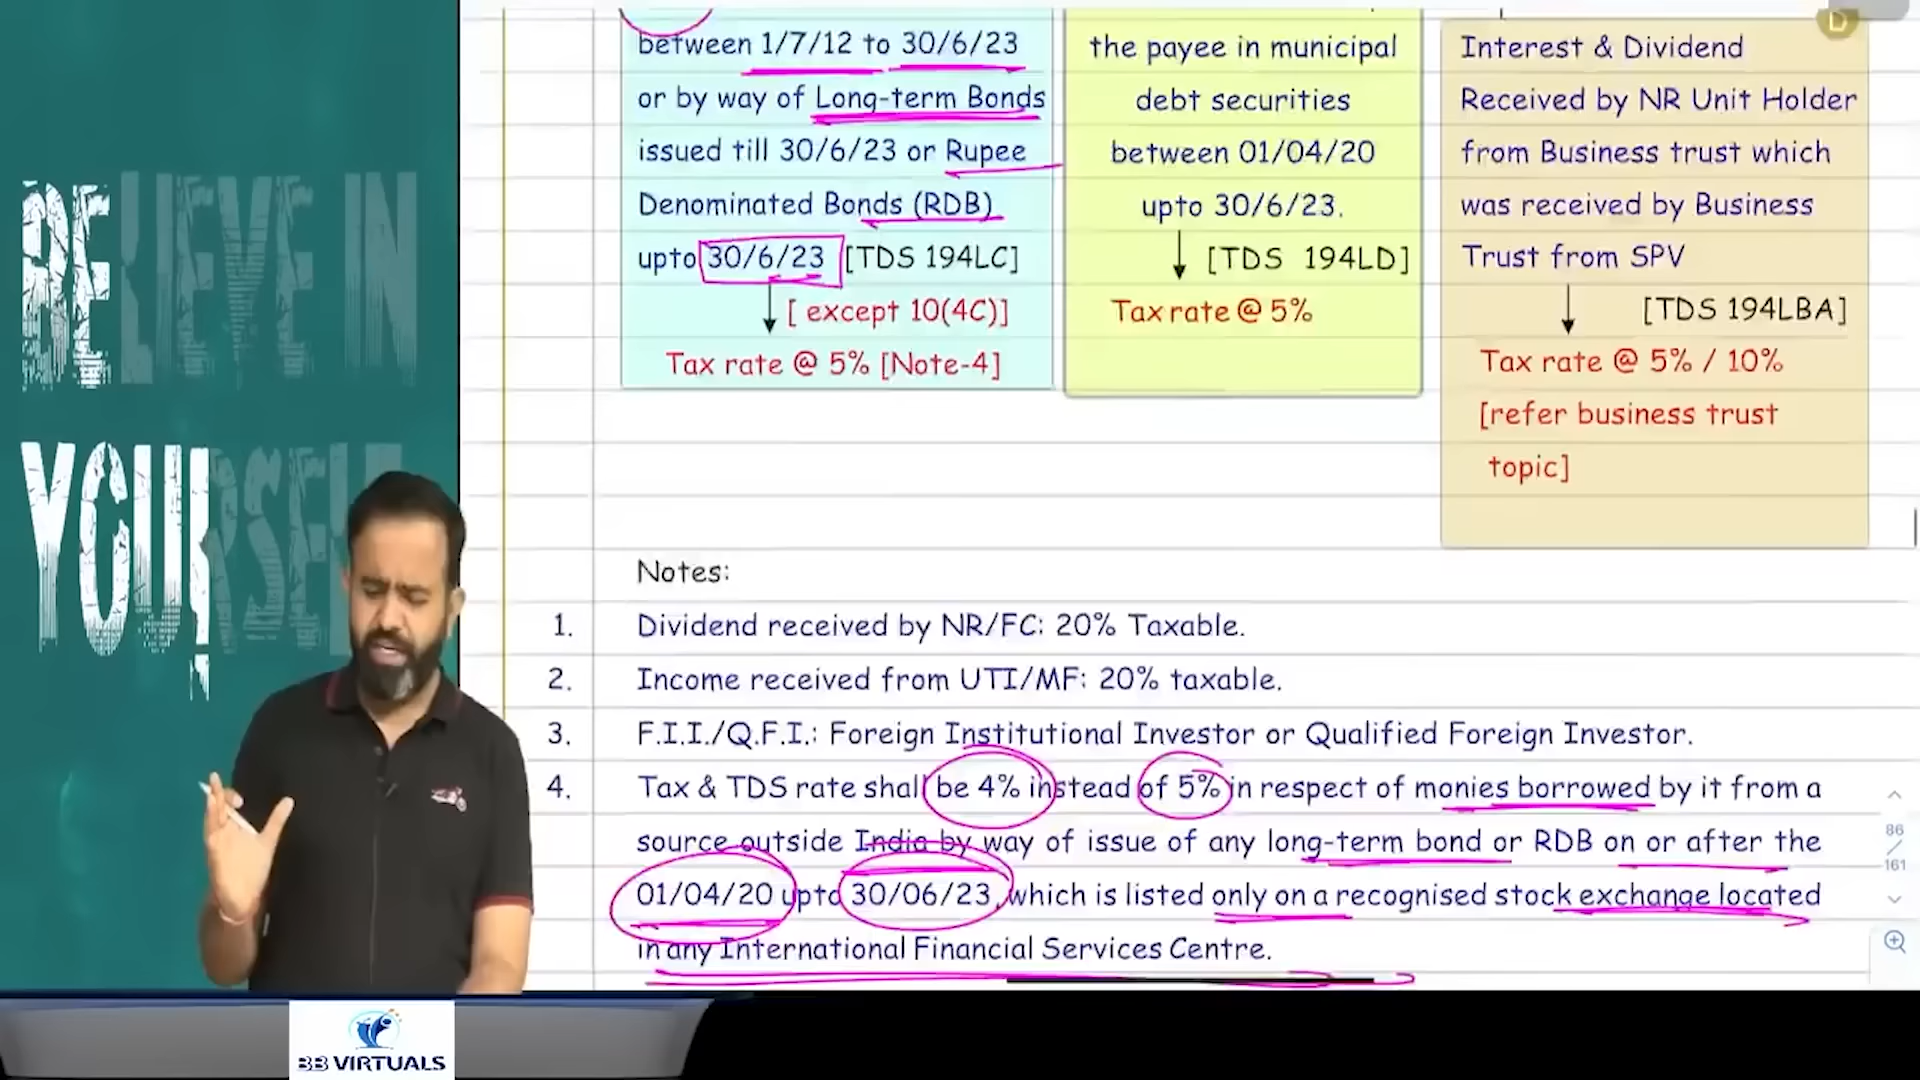 BELIEVE IN
YOURSELF
between 1/7/12 to 30/6/23
or by way of Long-term Bonds
issued till 30/6/23 or Rupee
Denominated Bonds (RDB)
upto 30/6/23 [TDS 194LC]
[ except 10(4C)]
Tax rate @ 5% [Note-4]
the payee in municipal
debt securities
between 01/04/20
upto 30/6/23.
[TDS 194LD]
Tax rate @ 5%
D
Interest & Dividend
Received by NR Unit Holder
from Business trust which
was received by Business
Trust from SPV
[TDS 194LBA]
Tax rate @ 5% / 10%
[refer business trust
topic]
Notes:
1. Dividend received by NR/FC: 20% Taxable.
2. Income received from UTI/MF: 20% taxable.
3. F.I.I./Q.F.I.: Foreign Institutional Investor or Qualified Foreign Investor.
4. Tax & TDS rate shall be 4% instead of 5% in respect of monies borrowed by it from a
source outside India by way of issue of any long-term bond or RDB on or after the
01/04/20 upto 30/06/23, which is listed only on a recognised stock exchange located
in any International Financial Services Centre.
86
/
161
BB VIRTUALS